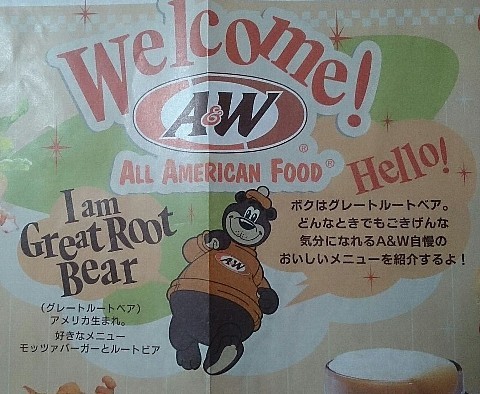 Welcome!
A&W®
ALL AMERICAN FOOD®
Hello!
ボクはグレートルートベア。
どんなときでもごきげんな
気分になれるA&W自慢の
おいしいメニューを紹介するよ！
I am
Great Root
Bear
（グレートルートベア）
アメリカ生まれ。
好きなメニュー
モッツァバーガーとルートビア
A&W